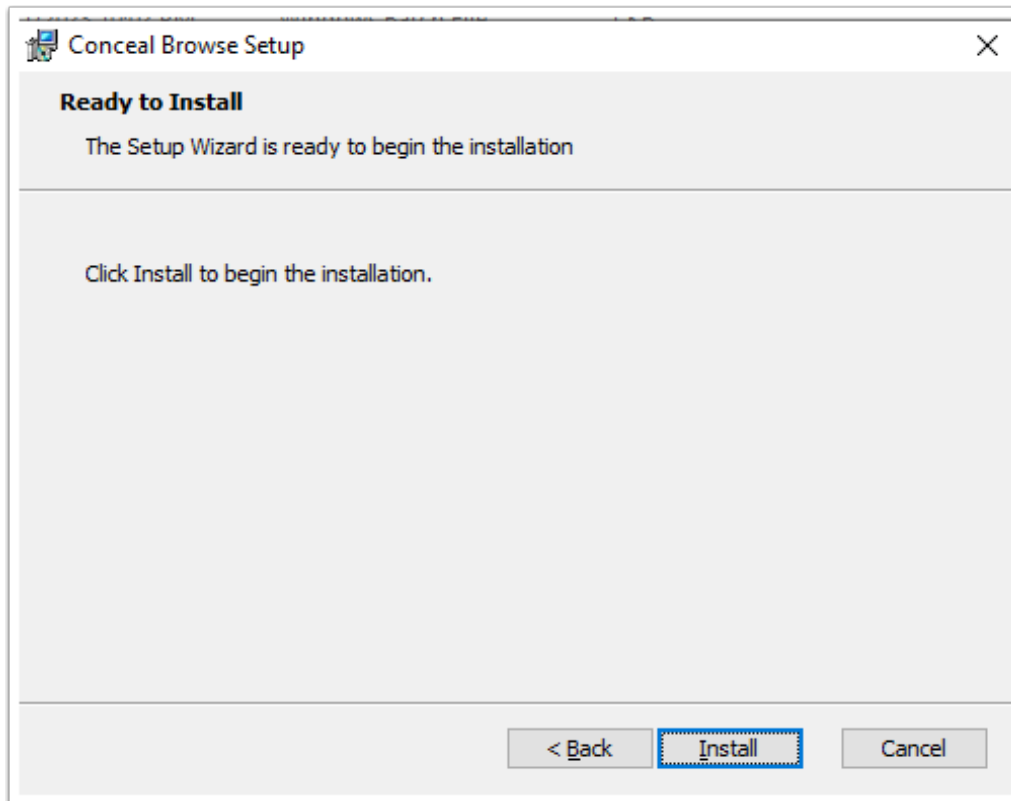 Conceal Browse Setup
Ready to Install
The Setup Wizard is ready to begin the installation
Click Install to begin the installation.
< Back
Install
Cancel